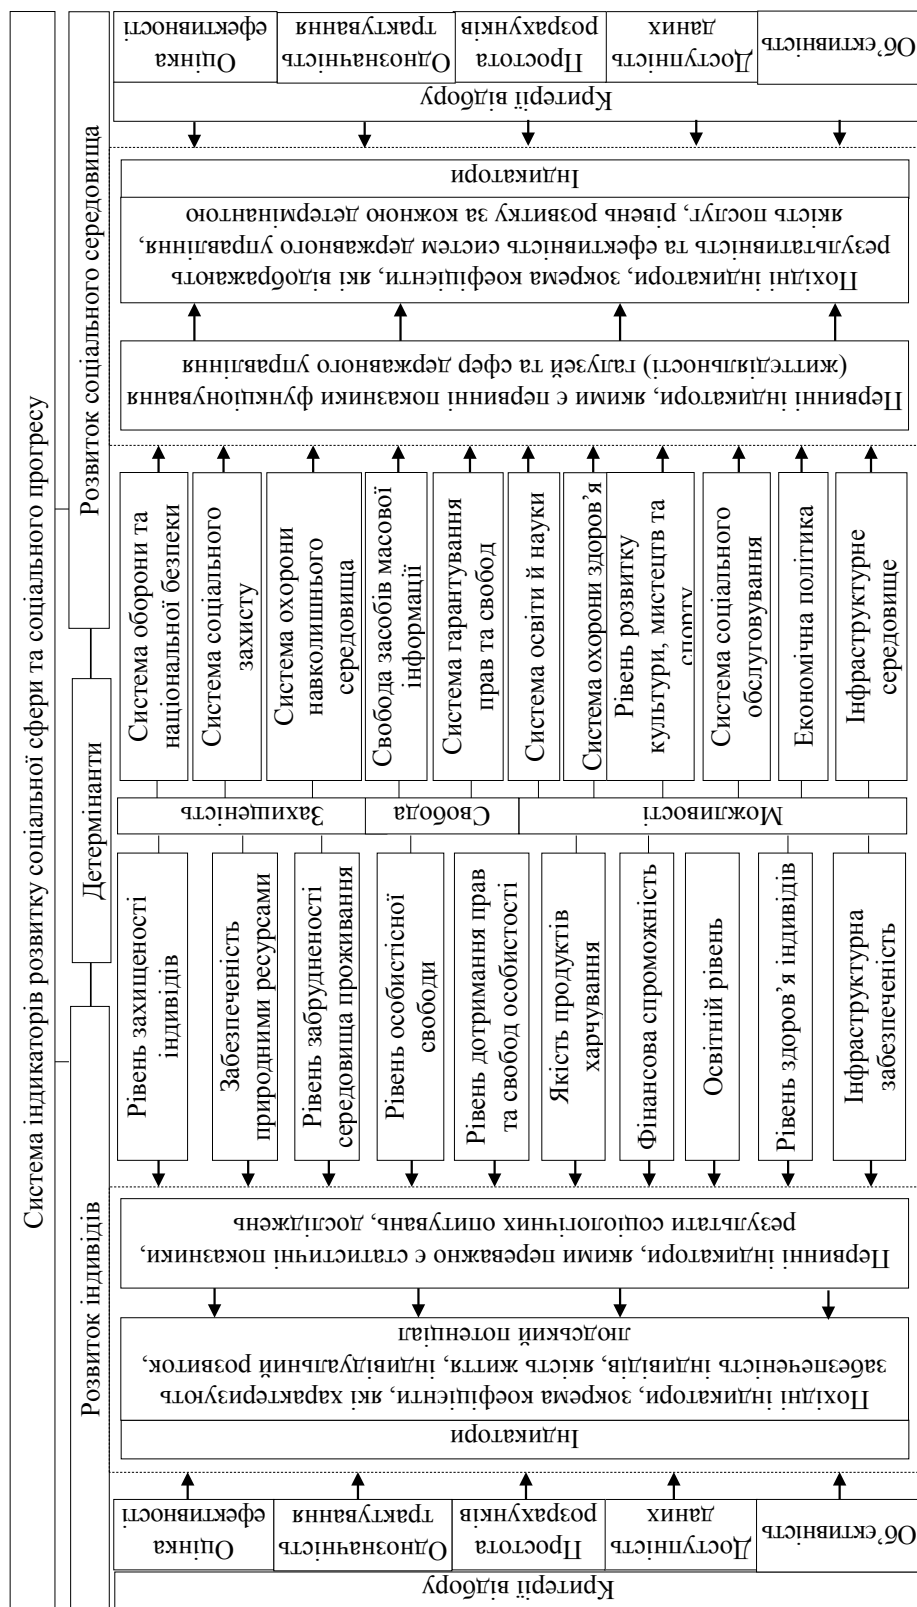 Система індикаторів розвитку соціальної сфери та соціального прогресу
Розвиток індивідів
Детермінанти
Розвиток соціального середовища
Критерії відбору
Оцінка
ефективності
Однозначність
трактування
Простота
розрахунків
Доступність
даних
Об’єктивність
Індикатори
Похідні індикатори, зокрема коефіцієнти, які характеризують
забезпеченість індивідів, якість життя, індивідуальний розвиток,
людський потенціал
Первинні індикатори, якими є переважно статистичні показники,
результати соціологічних опитувань, досліджень
Рівень захищеності
індивідів
Забезпеченість
природними ресурсами
Рівень забрудненості
середовища проживання
Рівень особистісної
свободи
Рівень дотримання прав
та свобод особистості
Якість продуктів
харчування
Фінансова спроможність
Освітній рівень
Рівень здоров’я індивідів
Інфраструктурна
забезпеченість
Захищеність
Свобода
Можливості
Система оборони та
національної безпеки
Система соціального
захисту
Система охорони
навколишнього
середовища
Свобода засобів масової
інформації
Система гарантування
прав та свобод
Система освіти й науки
Система охорони здоров’я
Рівень розвитку
культури, мистецтв та
спорту
Система соціального
обслуговування
Економічна політика
Інфраструктурне
середовище
Первинні індикатори, якими є первинні показники функціонування
(життєдіяльності) галузей та сфер державного управління
Похідні індикатори, зокрема коефіцієнти, які відображають
результативність та ефективність систем державного управління,
якість послуг, рівень розвитку за кожною детермінантою
Індикатори
Критерії відбору
Оцінка
ефективності
Однозначність
трактування
Простота
розрахунків
Доступність
даних
Об’єктивність